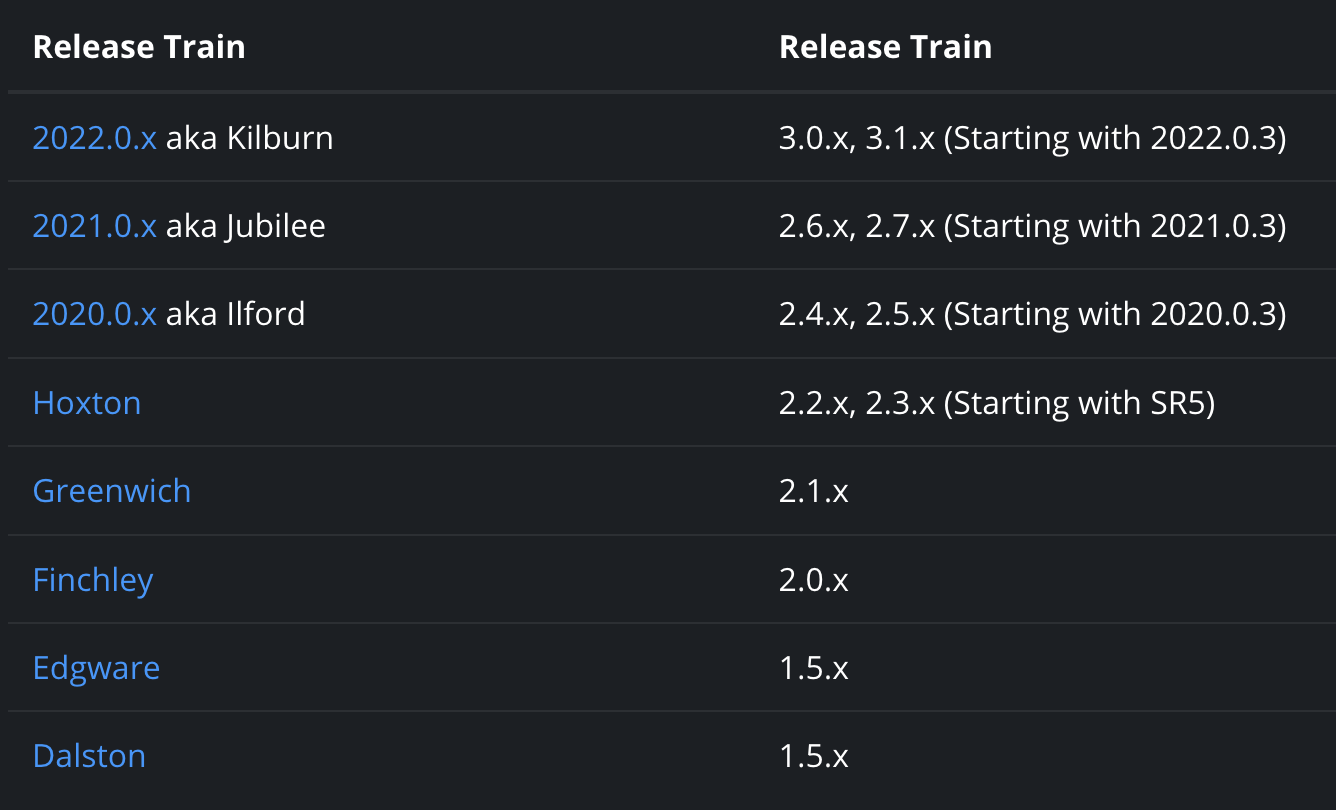 Release Train Release Train
2022.0.x aka Kilburn 3.0.x, 3.1.x (Starting with 2022.0.3)
2021.0.x aka Jubilee 2.6.x, 2.7.x (Starting with 2021.0.3)
2020.0.x aka Ilford 2.4.x, 2.5.x (Starting with 2020.0.3)
Hoxton 2.2.x, 2.3.x (Starting with SR5)
Greenwich 2.1.x
Finchley 2.0.x
Edgware 1.5.x
Dalston 1.5.x